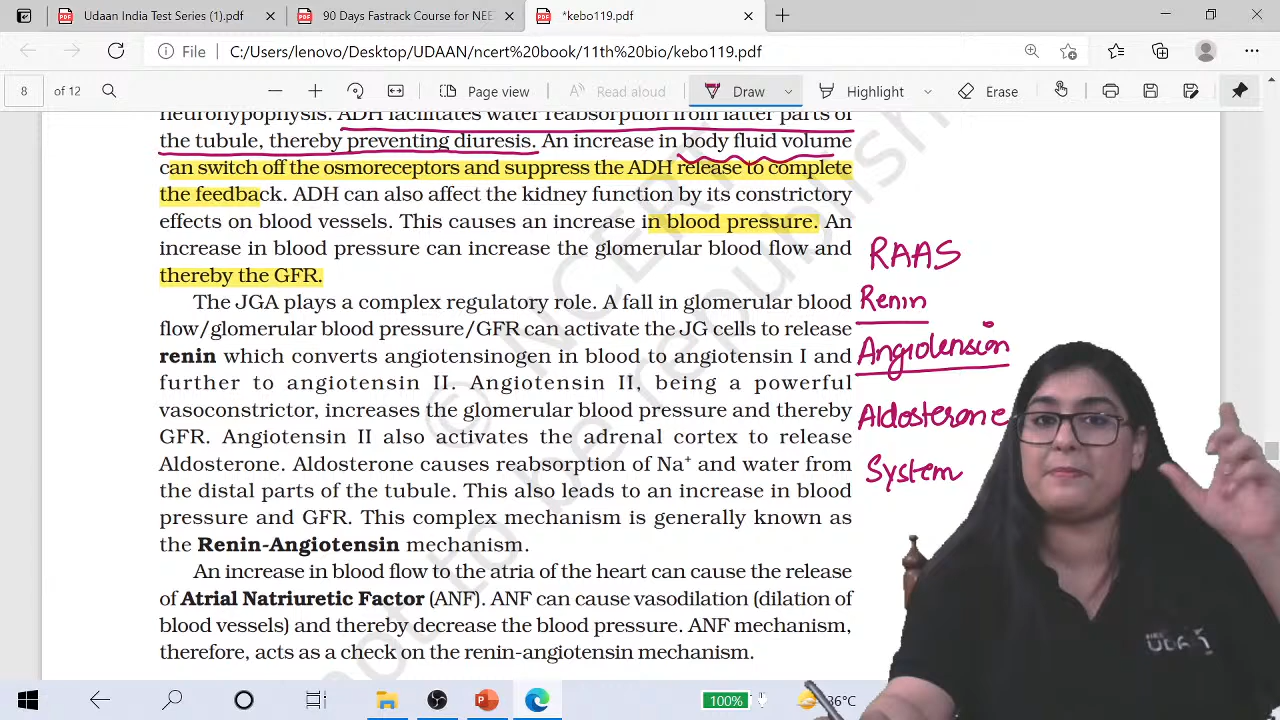 Udaan India Test Series (1).pdf
90 Days Fastrack Course for NEE
*kebo119.pdf
File
C:/Users/lenovo/Desktop/UDAAN/ncert%20book/11th%20bio/kebo119.pdf
8 of 12
Page view
Read aloud
Draw
Highlight
Erase
neurohypophysis. ADH facilitates water reabsorption from latter parts of
the tubule, thereby preventing diuresis. An increase in body fluid volume
can switch off the osmoreceptors and suppress the ADH release to complete
the feedback. ADH can also affect the kidney function by its constrictory
effects on blood vessels. This causes an increase in blood pressure. An
increase in blood pressure can increase the glomerular blood flow and
thereby the GFR.
The JGA plays a complex regulatory role. A fall in glomerular blood
flow/glomerular blood pressure/GFR can activate the JG cells to release
renin which converts angiotensinogen in blood to angiotensin I and
further to angiotensin II. Angiotensin II, being a powerful
vasoconstrictor, increases the glomerular blood pressure and thereby
GFR. Angiotensin II also activates the adrenal cortex to release
Aldosterone. Aldosterone causes reabsorption of Na+ and water from
the distal parts of the tubule. This also leads to an increase in blood
pressure and GFR. This complex mechanism is generally known as
the Renin-Angiotensin mechanism.
An increase in blood flow to the atria of the heart can cause the release
of Atrial Natriuretic Factor (ANF). ANF can cause vasodilation (dilation of
blood vessels) and thereby decrease the blood pressure. ANF mechanism,
therefore, acts as a check on the renin-angiotensin mechanism.
RAAS
Renin
Angiotension
Aldosterone
System
© NCERT
not to be republish
UDAAN
100%
36°C